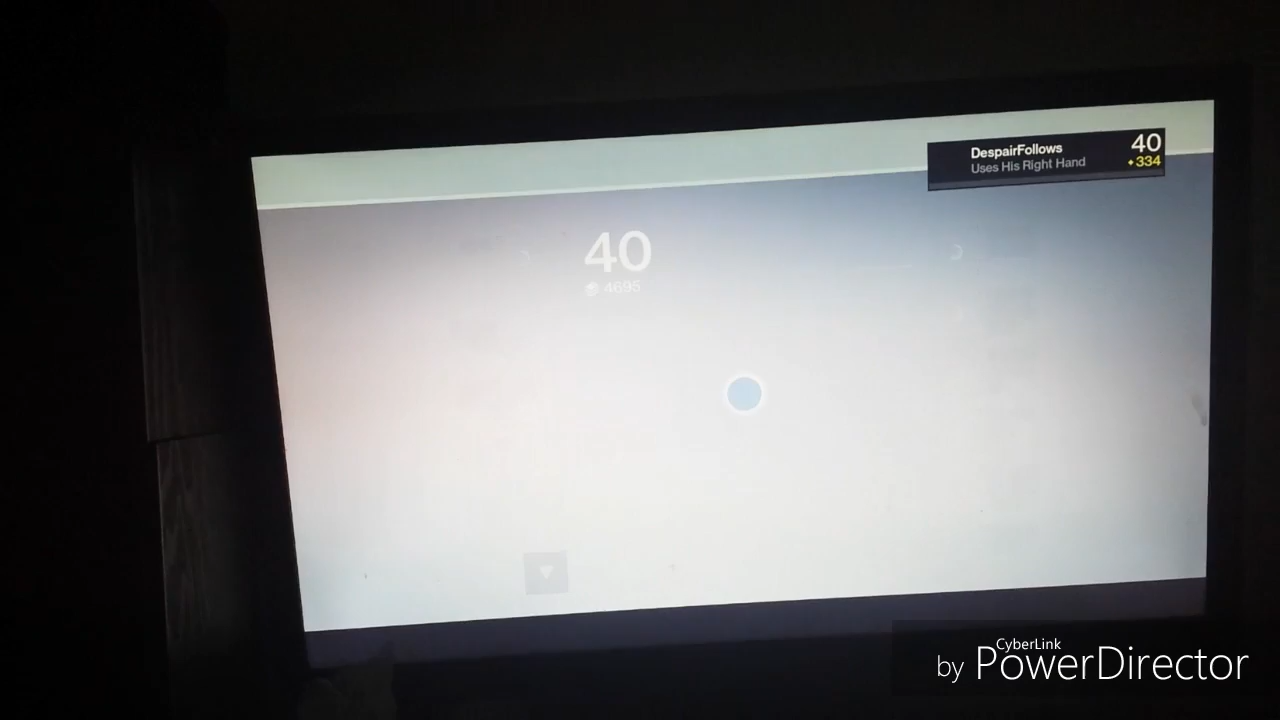 DespairFollows
Uses His Right Hand
40
334
40
4695
CyberLink
by PowerDirector